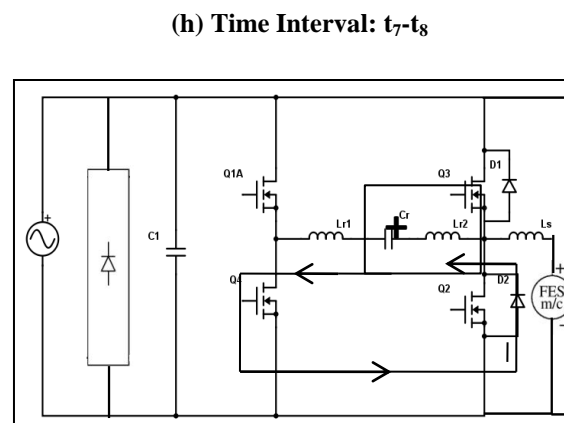 (h) Time Interval: t₇-t₈
+
Q1A
Q3
D1
Lr1
Cr
+
Lr2
Ls
C1
Q4
Q2
D2
+
FES
m/c
-